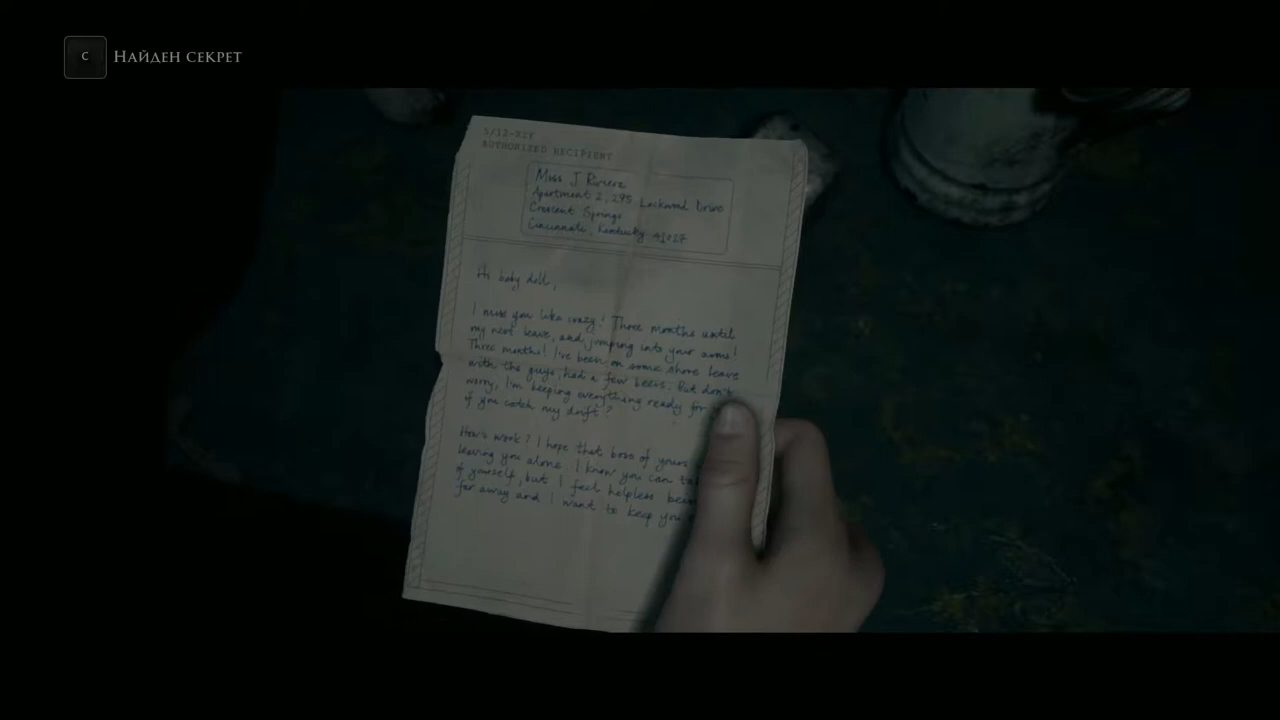 C
НАЙДЕН СЕКРЕТ
AUTHORIZED RECIPIENT
Miss J Riviera
Apartment 2, 295 Lockwood Drive
Crescent Springs
Cincinnati, Kentucky 41017
Hi baby doll,
I miss you like crazy! Three months until
my next leave, and jumping into your arms!
Three months! I've been on some shore leave
with the guys, had a few beers. But don't
worry, I'm keeping everything ready for
if you catch my drift?
How's work? I hope that boss of yours
leaving you alone. I know you can
of yourself, but I feel helpless
far away and I want to keep you